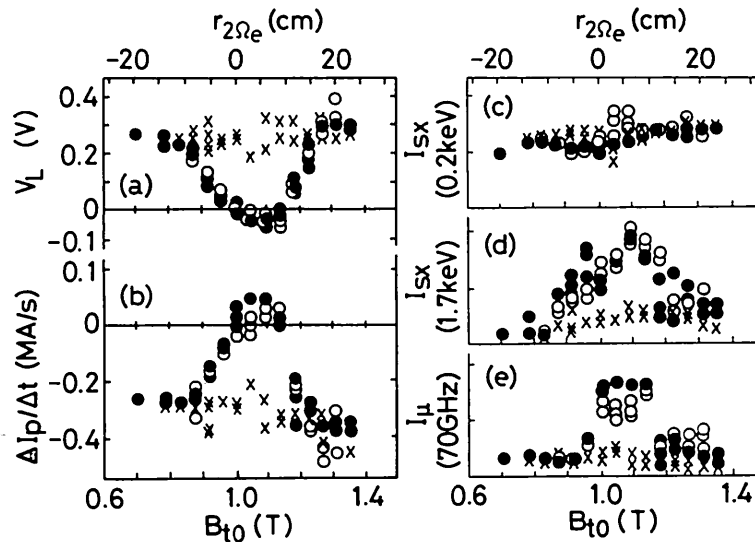 r2Ωe (cm)
-20 0 20
0.4
0.2
0
-0.1
VL (V)
(a)
0.1
0
-0.2
-0.4
ΔIp/Δt (MA/s)
(b)
0.6 1.0 1.4
Bt0 (T)
r2Ωe (cm)
-20 0 20
ISX
(0.2keV)
(c)
ISX
(1.7keV)
(d)
Iμ
(70GHz)
(e)
0.6 1.0 1.4
Bt0 (T)